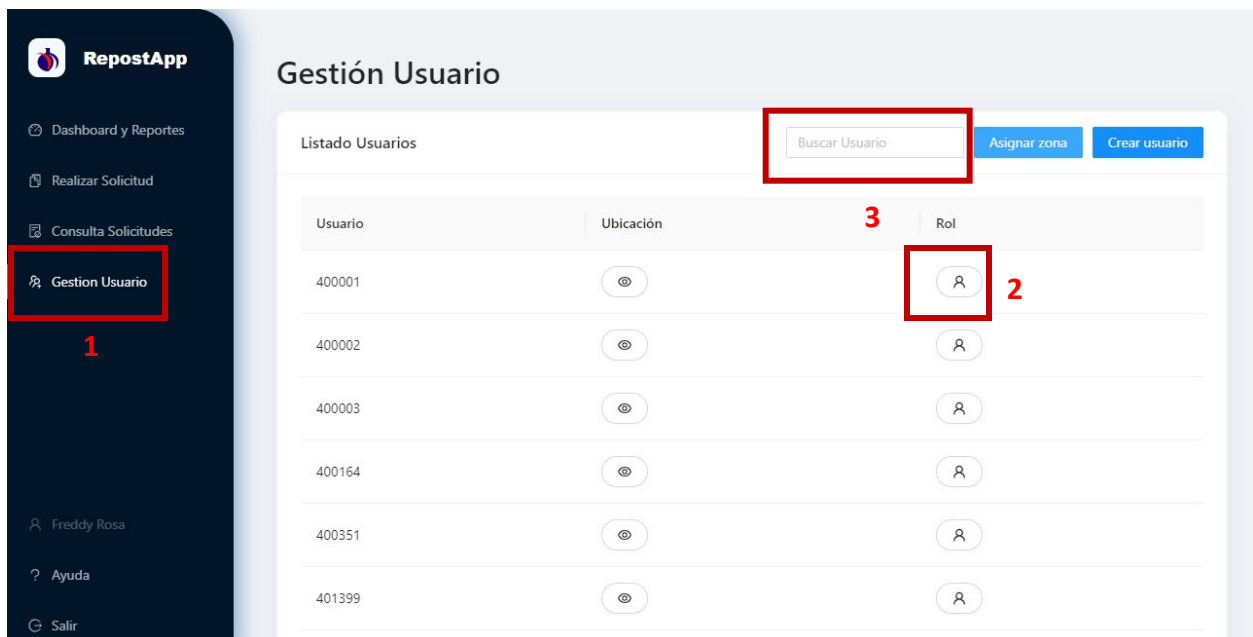 RepostApp
Dashboard y Reportes
Realizar Solicitud
Consulta Solicitudes
Gestion Usuario
1
Freddy Rosa
? Ayuda
Salir
Gestión Usuario
Listado Usuarios
Buscar Usuario
Asignar zona
Crear usuario
3
Usuario Ubicación Rol
400001
2
400002
400003
400164
400351
401399